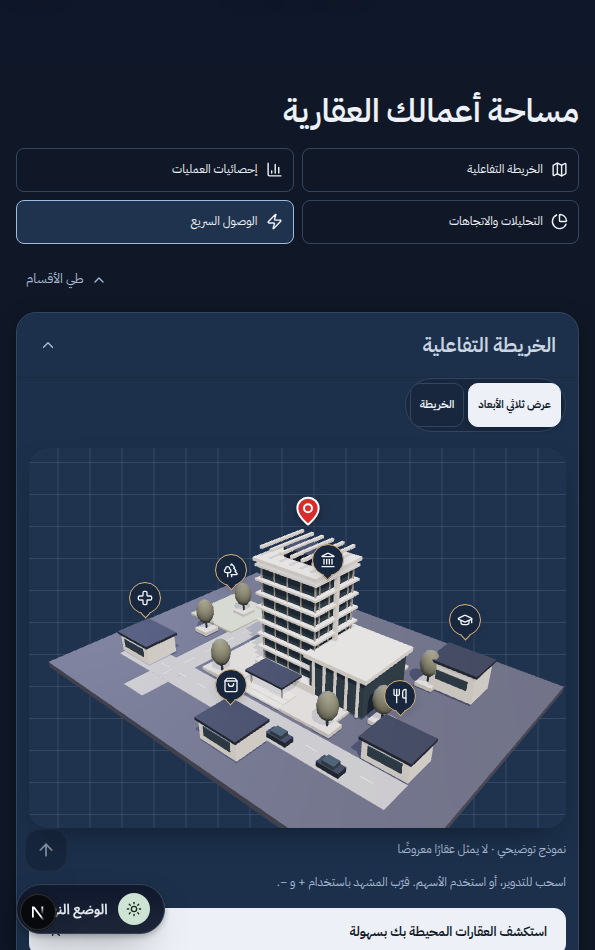 مساحة أعمالك العقارية
الخريطة التفاعلية
إحصائيات العمليات
التحليلات والاتجاهات
الوصول السريع
طي الأقسام
الخريطة التفاعلية
عرض ثلاثي الأبعاد
الخريطة
نموذج توضيحي · لا يمثل عقارًا معروضًا
اسحب للتدوير، أو استخدم الأسهم. قرّب المشهد باستخدام + و −.
الوضع
N
استكشف العقارات المحيطة بك بسهولة